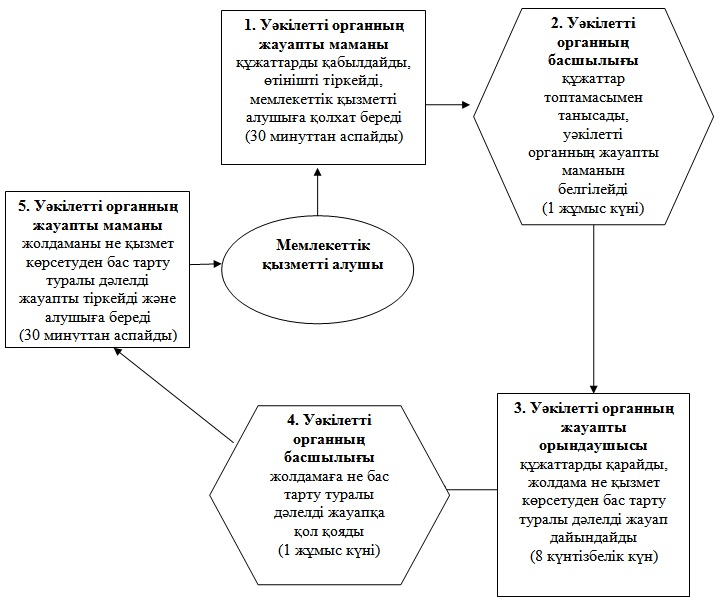 1. Уәкілетті органның
жауапты маманы
құжаттарды қабылдайды,
өтінішті тіркейді,
мемлекеттік қызметті
алушыға қолхат береді
(30 минуттан аспайды)
2. Уәкілетті
органның
басшылығы
құжаттар
топтамасымен
танысады,
уәкілетті
органның жауапты
маманын
белгілейді
(1 жұмыс күні)
Мемлекеттік
қызметті алушы
5. Уәкілетті органның
жауапты маманы
жолдаманы не қызмет
көрсетуден бас тарту
туралы дәлелді
жауапты тіркейді және
алушыға береді
(30 минуттан аспайды)
4. Уәкілетті
органның
басшылығы
жолдамаға не бас
тарту туралы
дәлелді жауапқа
қол қояды
(1 жұмыс күні)
3. Уәкілетті органның
жауапты
орындаушысы
құжаттарды қарайды,
жолдама не қызмет
көрсетуден бас тарту
туралы дәлелді жауап
дайындайды
(8 күнтізбелік күн)